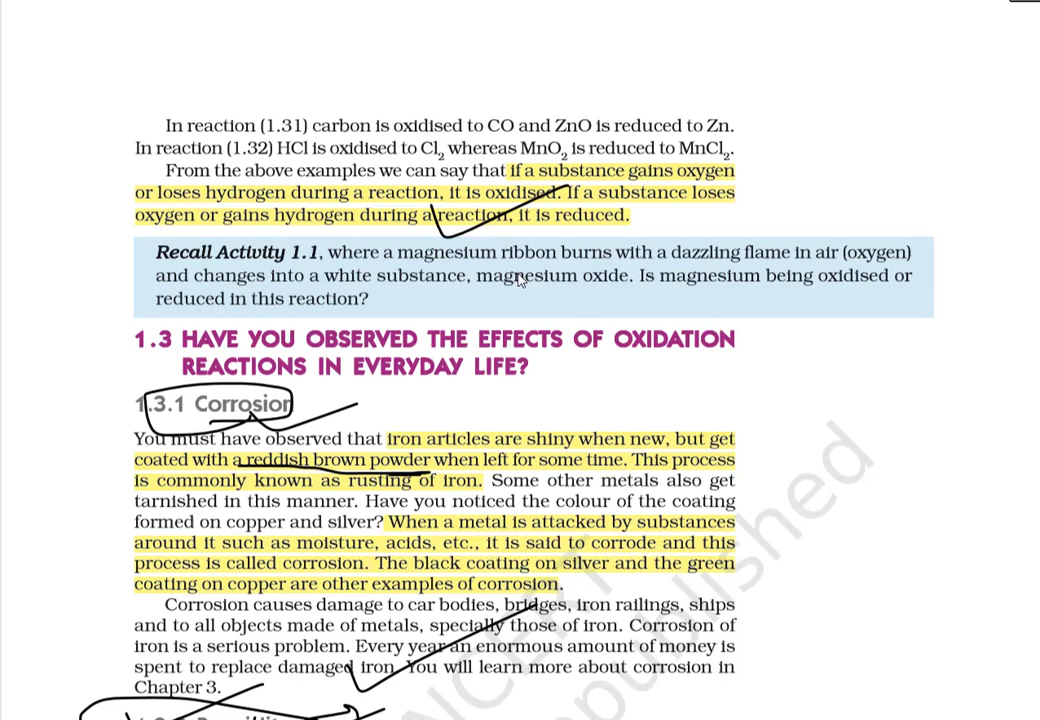 In reaction (1.31) carbon is oxidised to CO and ZnO is reduced to Zn.
In reaction (1.32) HCl is oxidised to Cl₂ whereas MnO₂ is reduced to MnCl₂.
From the above examples we can say that if a substance gains oxygen
or loses hydrogen during a reaction, it is oxidised. If a substance loses
oxygen or gains hydrogen during a reaction, it is reduced.
Recall Activity 1.1, where a magnesium ribbon burns with a dazzling flame in air (oxygen)
and changes into a white substance, magnesium oxide. Is magnesium being oxidised or
reduced in this reaction?
1.3 HAVE YOU OBSERVED THE EFFECTS OF OXIDATION
REACTIONS IN EVERYDAY LIFE?
1.3.1 Corrosion
You must have observed that iron articles are shiny when new, but get
coated with a reddish brown powder when left for some time. This process
is commonly known as rusting of iron. Some other metals also get
tarnished in this manner. Have you noticed the colour of the coating
formed on copper and silver? When a metal is attacked by substances
around it such as moisture, acids, etc., it is said to corrode and this
process is called corrosion. The black coating on silver and the green
coating on copper are other examples of corrosion.
Corrosion causes damage to car bodies, bridges, iron railings, ships
and to all objects made of metals, specially those of iron. Corrosion of
iron is a serious problem. Every year an enormous amount of money is
spent to replace damaged iron. You will learn more about corrosion in
Chapter 3.
NCERT
republished